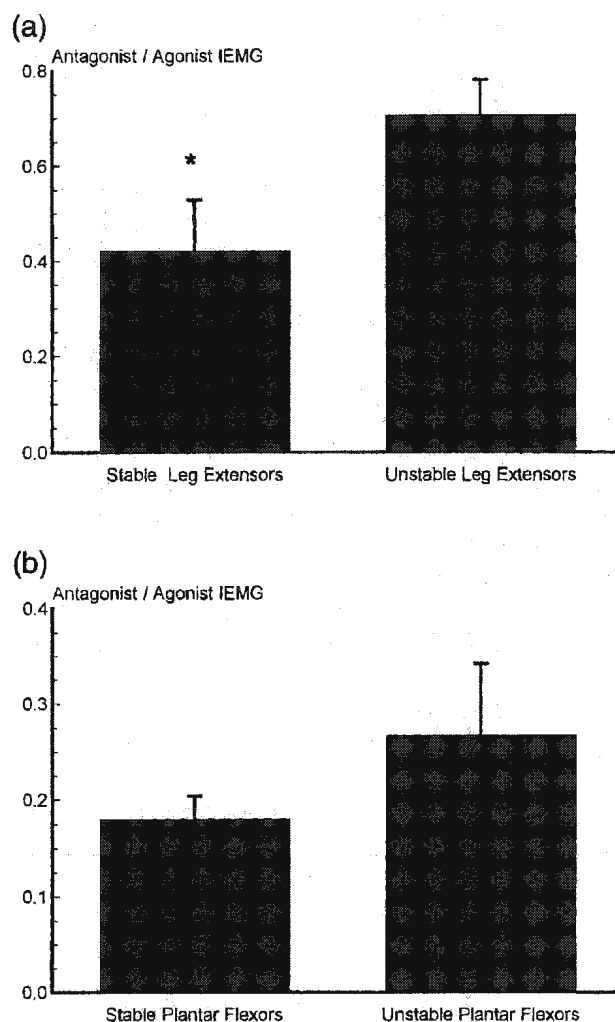 (a)
Antagonist / Agonist IEMG
0.8
0.6
*
0.4
0.2
0.0
Stable Leg Extensors
Unstable Leg Extensors
(b)
Antagonist / Agonist IEMG
0.4
0.3
0.2
0.1
0.0
Stable Plantar Flexors
Unstable Plantar Flexors